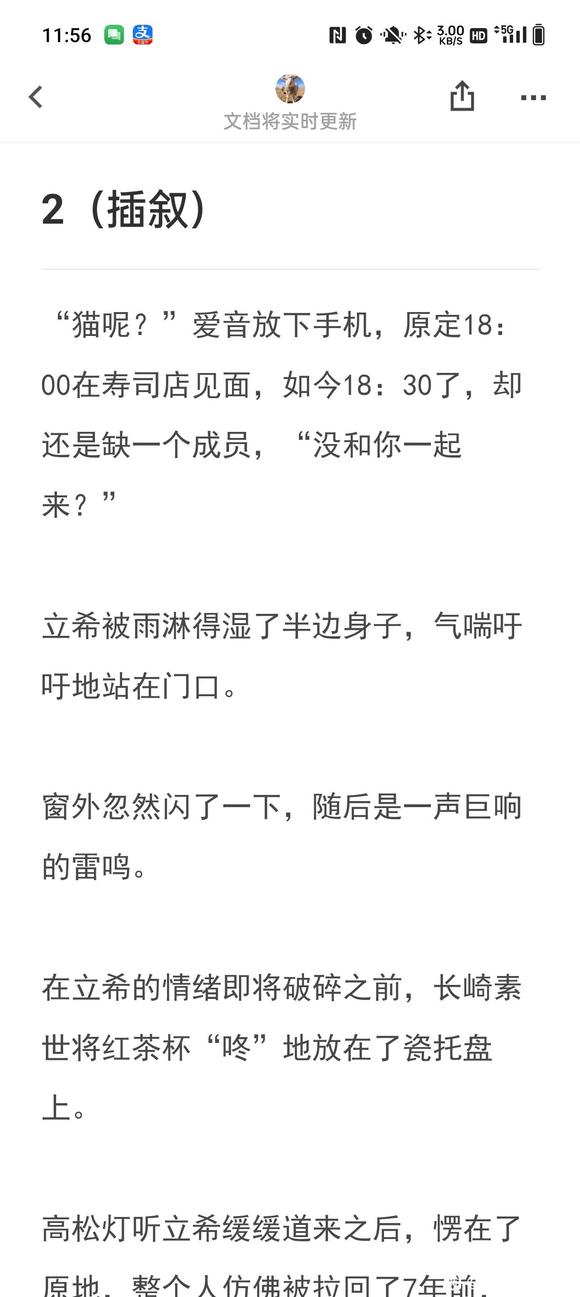 11:56
3.00
KB/S
HD
5G
文档将实时更新
2（插叙）
“猫呢？”爱音放下手机，原定18：
00在寿司店见面，如今18：30了，却
还是缺一个成员，“没和你一起
来？”
立希被雨淋得湿了半边身子，气喘吁
吁地站在门口。
窗外忽然闪了一下，随后是一声巨响
的雷鸣。
在立希的情绪即将破碎之前，长崎素
世将红茶杯“咚”地放在了瓷托盘
上。
高松灯听立希缓缓道来之后，愣在了
原地，整个人仿佛被拉回了7年前，